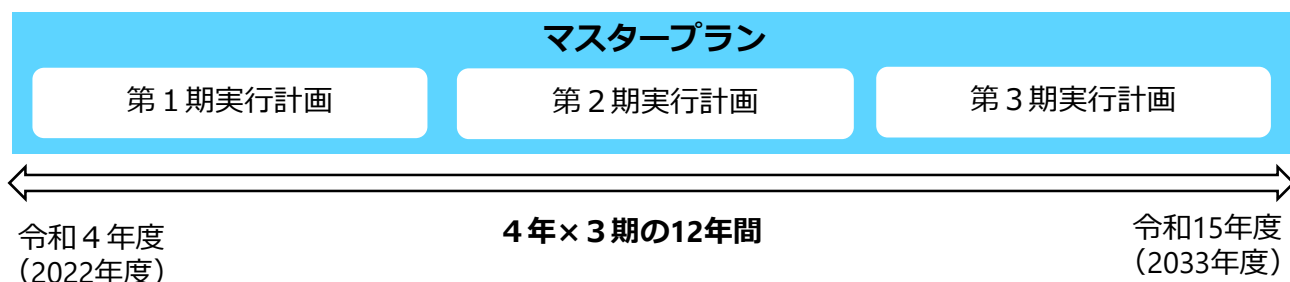 マスタープラン
第１期実行計画
第２期実行計画
第３期実行計画
令和４年度
（2022年度）
４年×３期の12年間
令和15年度
（2033年度）